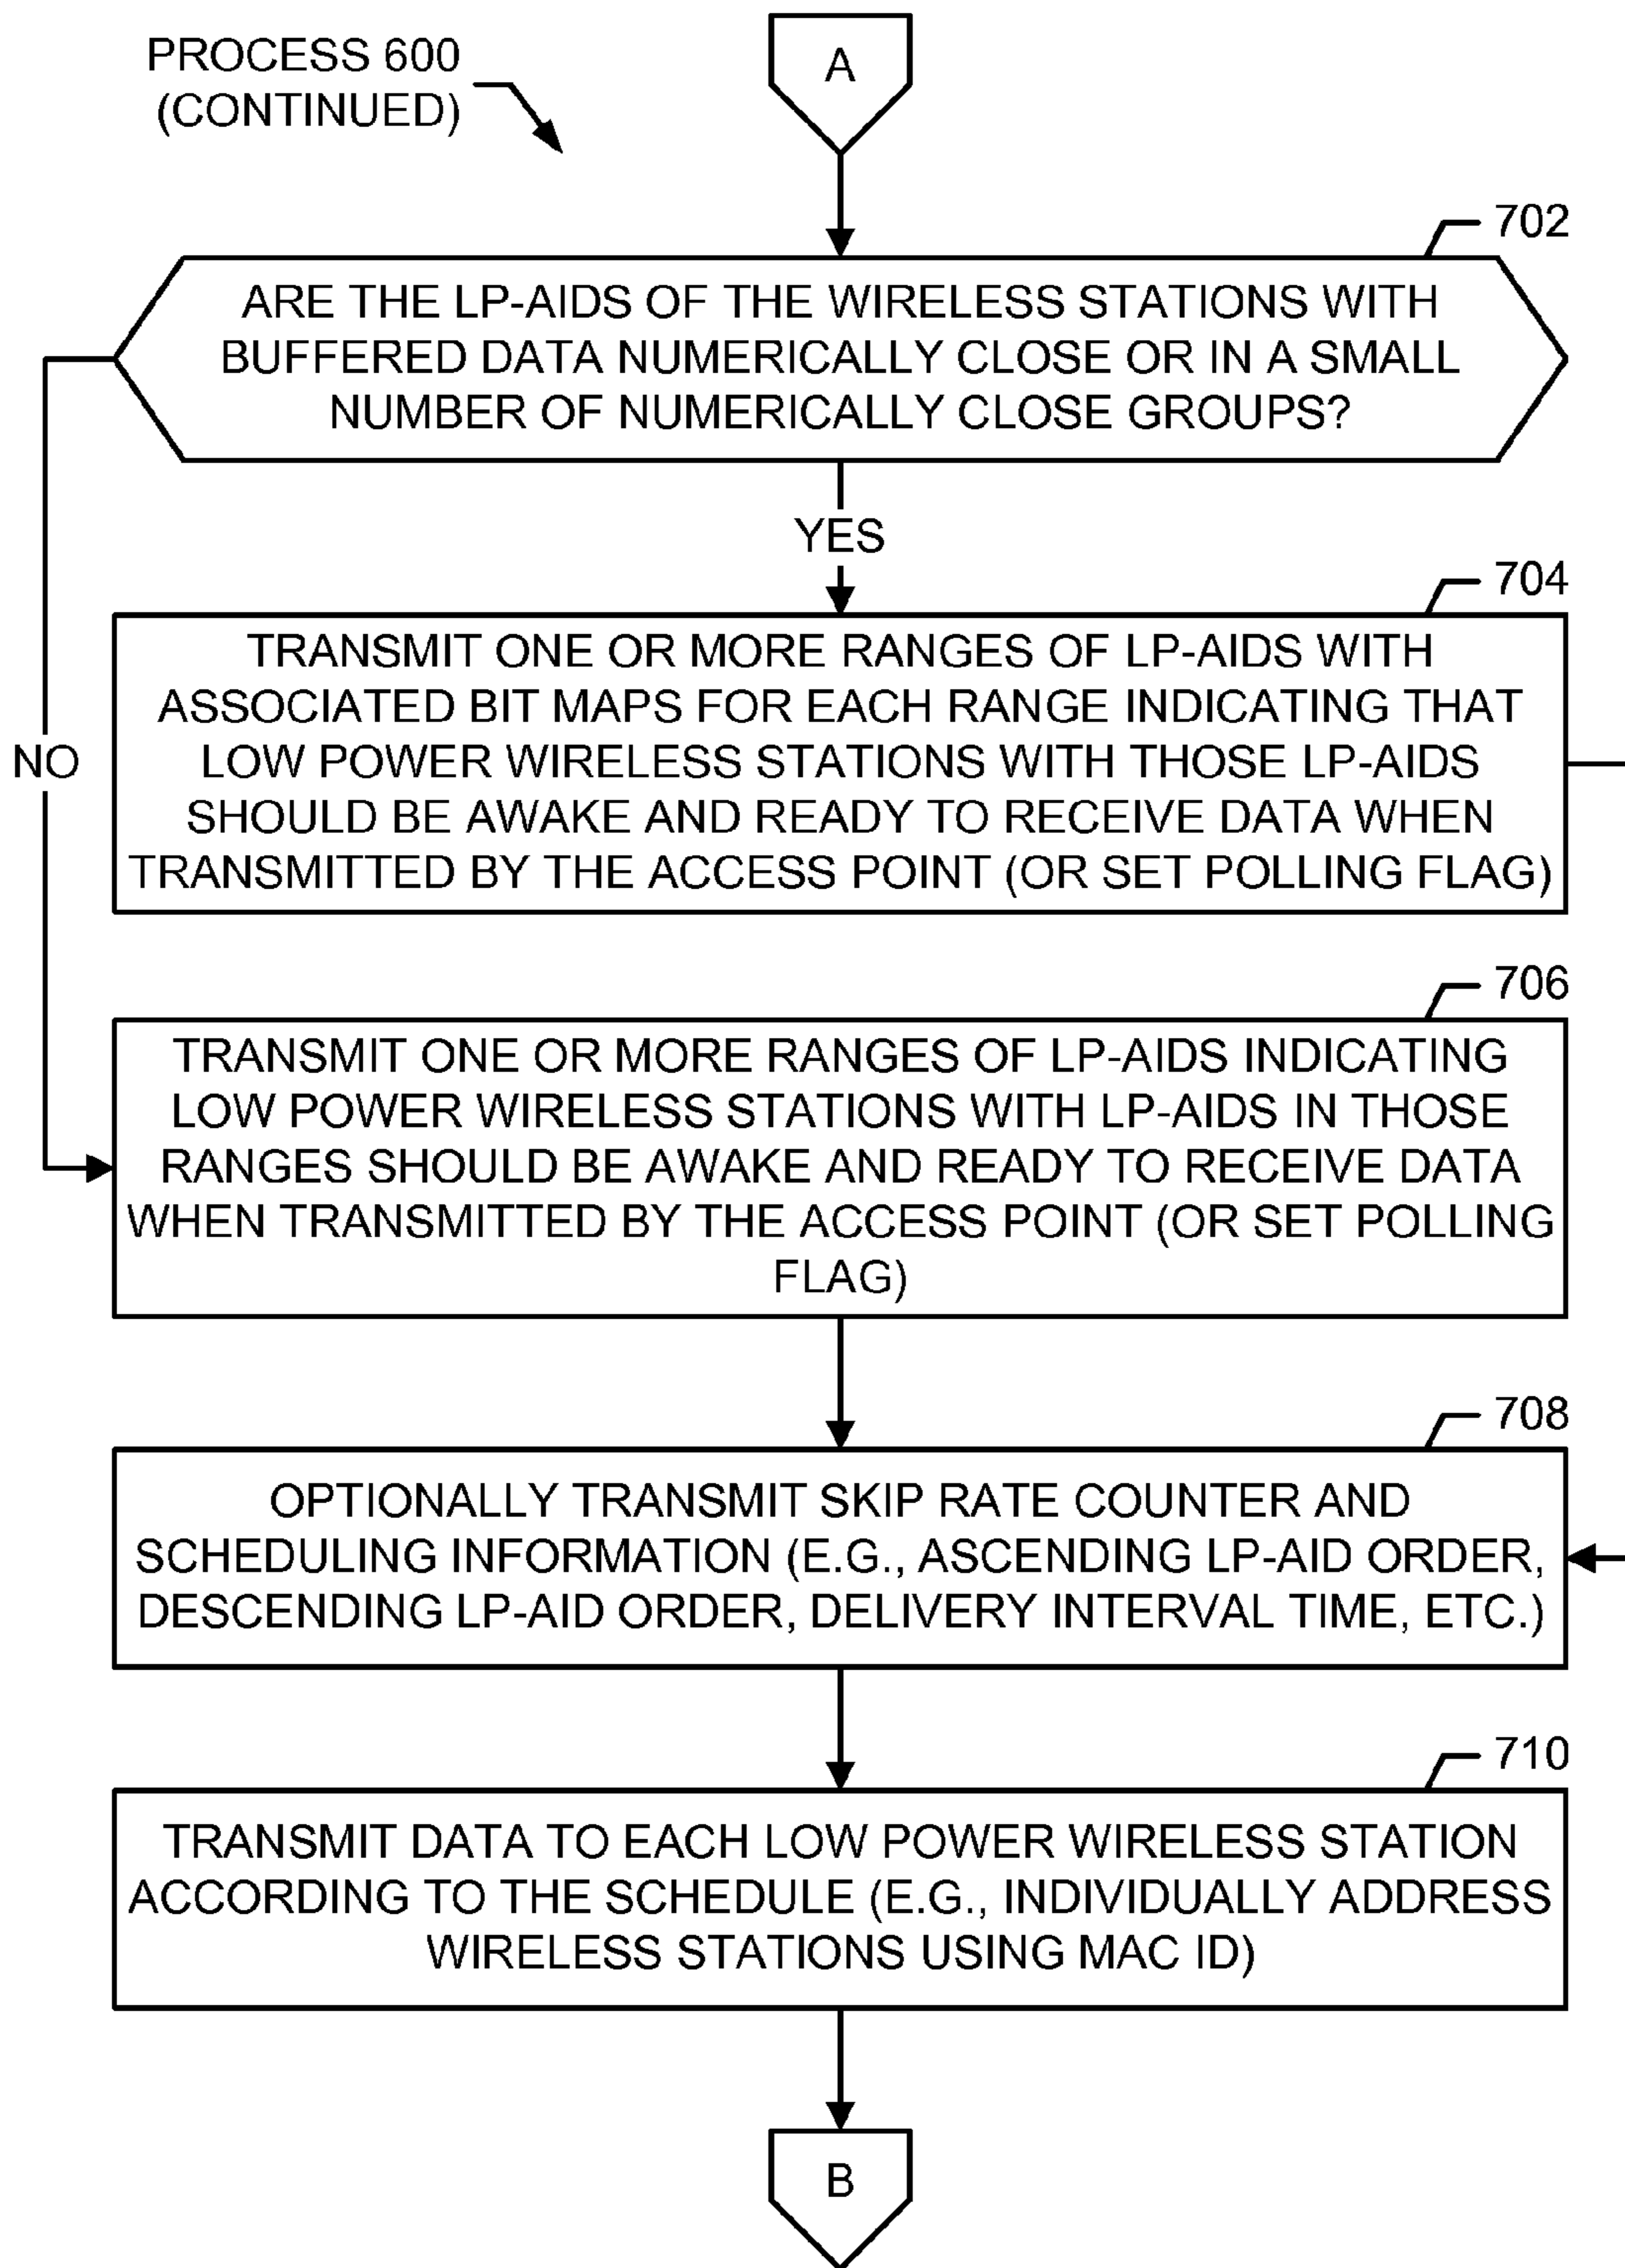 PROCESS 600
(CONTINUED)
A
702
ARE THE LP-AIDS OF THE WIRELESS STATIONS WITH
BUFFERED DATA NUMERICALLY CLOSE OR IN A SMALL
NUMBER OF NUMERICALLY CLOSE GROUPS?
YES
NO
704
TRANSMIT ONE OR MORE RANGES OF LP-AIDS WITH
ASSOCIATED BIT MAPS FOR EACH RANGE INDICATING THAT
LOW POWER WIRELESS STATIONS WITH THOSE LP-AIDS
SHOULD BE AWAKE AND READY TO RECEIVE DATA WHEN
TRANSMITTED BY THE ACCESS POINT (OR SET POLLING FLAG)
706
TRANSMIT ONE OR MORE RANGES OF LP-AIDS INDICATING
LOW POWER WIRELESS STATIONS WITH LP-AIDS IN THOSE
RANGES SHOULD BE AWAKE AND READY TO RECEIVE DATA
WHEN TRANSMITTED BY THE ACCESS POINT (OR SET POLLING
FLAG)
708
OPTIONALLY TRANSMIT SKIP RATE COUNTER AND
SCHEDULING INFORMATION (E.G., ASCENDING LP-AID ORDER,
DESCENDING LP-AID ORDER, DELIVERY INTERVAL TIME, ETC.)
710
TRANSMIT DATA TO EACH LOW POWER WIRELESS STATION
ACCORDING TO THE SCHEDULE (E.G., INDIVIDUALLY ADDRESS
WIRELESS STATIONS USING MAC ID)
B